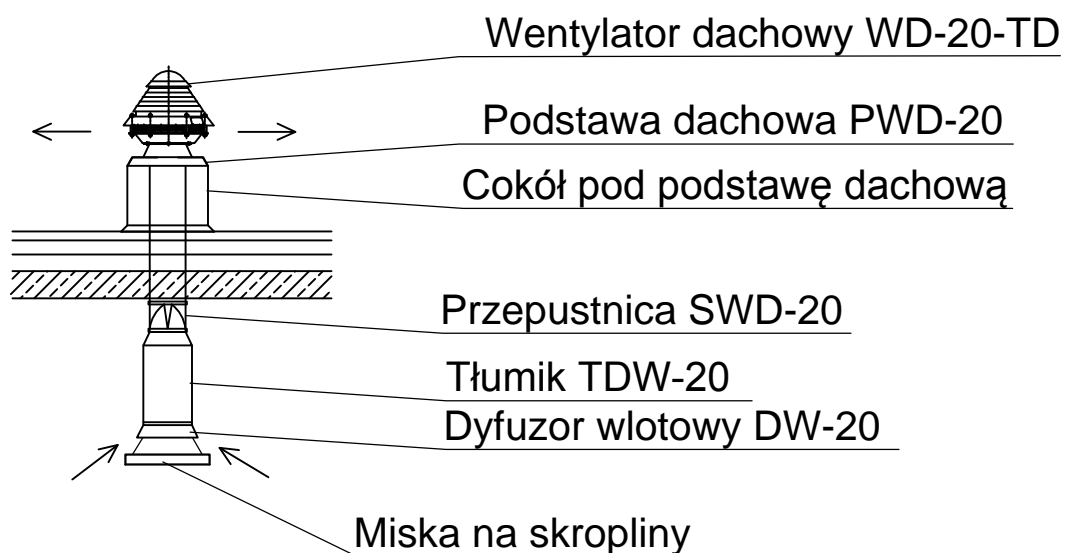 Wentylator dachowy WD-20-TD
Podstawa dachowa PWD-20
Cokół pod podstawę dachową
Przepustnica SWD-20
Tłumik TDW-20
Dyfuzor wlotowy DW-20
Miska na skropliny